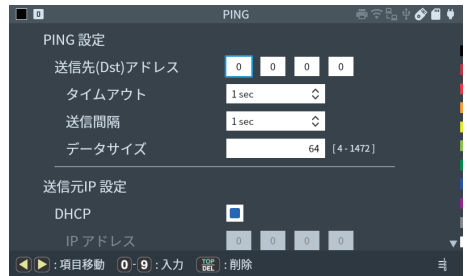 0 PING
PING 設定
送信先(Dst)アドレス 0 0 0 0
タイムアウト 1 sec
送信間隔 1 sec
データサイズ 64 [ 4 - 1472 ]
送信元IP 設定
DHCP
IP アドレス 0 0 0 0
:項目移動 0 - 9 :入力 TOP DEL :削除